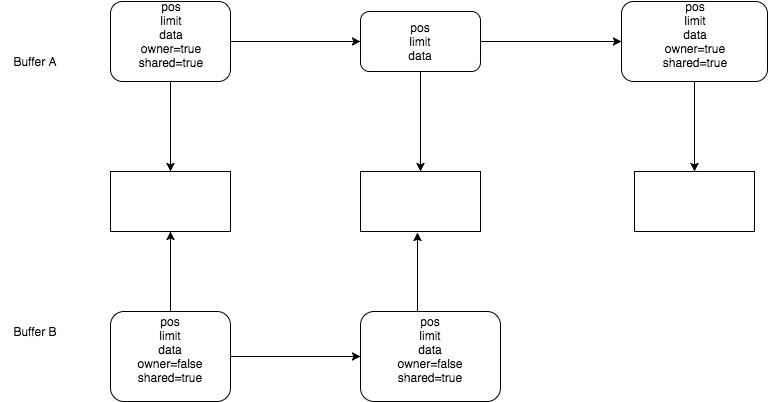 Buffer A
pos
limit
data
owner=true
shared=true
pos
limit
data
pos
limit
data
owner=true
shared=true
Buffer B
pos
limit
data
owner=false
shared=true
pos
limit
data
owner=false
shared=true